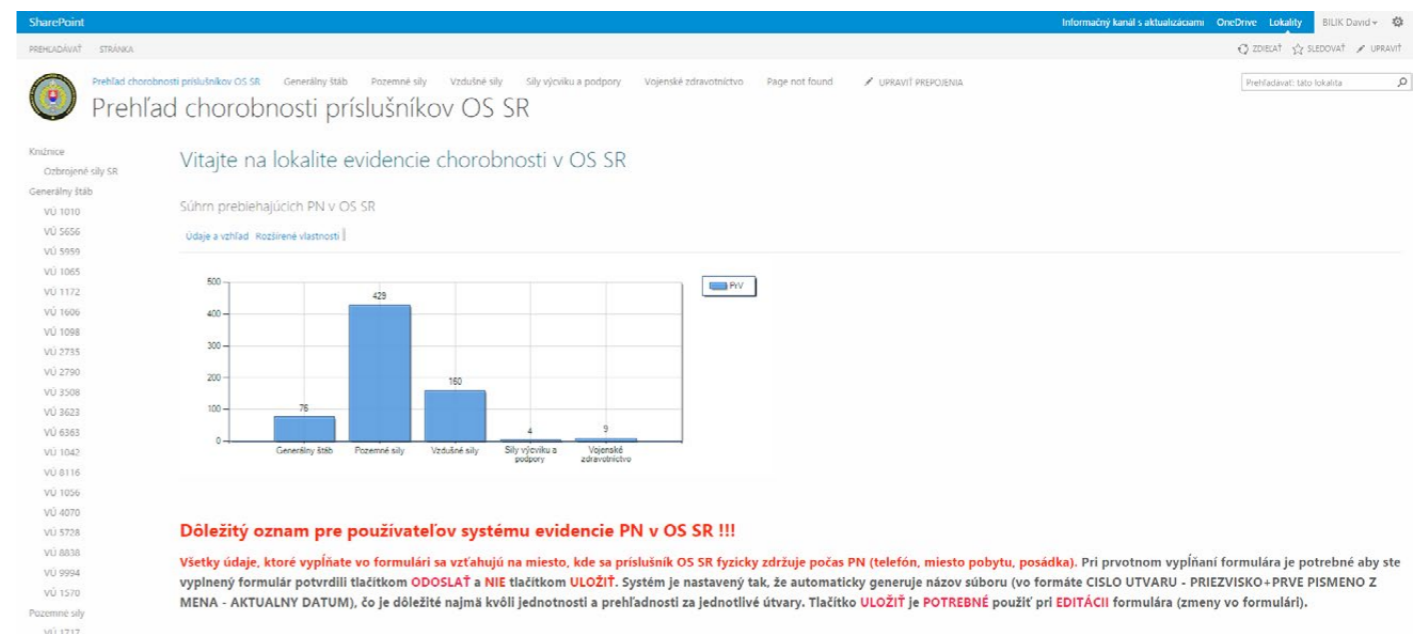 SharePoint
Informačný kanál s aktualizáciami OneDrive Lokality BILIK David
PREHĽADÁVAŤ STRÁNKA
ZDIEĽAŤ SLEDOVAŤ UPRAVIŤ
Prehľad chorobnosti príslušníkov OS SR Generálny štáb Pozemné sily Vzdušné sily Sily výcviku a podpory Vojenské zdravotníctvo Page not found UPRAVIŤ PREPOJENIA
Prehľadávať: táto lokalita
Prehľad chorobnosti príslušníkov OS SR
Knižnice
Ozbrojené sily SR
Generálny štáb
VÚ 1010
VÚ 5656
VÚ 5959
VÚ 1065
VÚ 1172
VÚ 1606
VÚ 1098
VÚ 2735
VÚ 2790
VÚ 3508
VÚ 3623
VÚ 6363
VÚ 1042
VÚ 8116
VÚ 1056
VÚ 4070
VÚ 5728
VÚ 8838
VÚ 9994
VÚ 1570
Pozemné sily
VÚ 1717
Vitajte na lokalite evidencie chorobnosti v OS SR
Súhrn prebiehajúcich PN v OS SR
Údaje a vzhľad Rozšírené vlastnosti
500
400
300
200
100
0
76
429
160
4
9
Generálny štáb
Pozemné sily
Vzdušné sily
Sily výcviku a
podpory
Vojenské
zdravotníctvo
PrV
Dôležitý oznam pre používateľov systému evidencie PN v OS SR !!!
Všetky údaje, ktoré vypĺňate vo formulári sa vzťahujú na miesto, kde sa príslušník OS SR fyzicky zdržuje počas PN (telefón, miesto pobytu, posádka). Pri prvotnom vypĺňaní formulára je potrebné aby ste
vyplnený formulár potvrdili tlačítkom ODOSLAŤ a NIE tlačítkom ULOŽIŤ. Systém je nastavený tak, že automaticky generuje názov súboru (vo formáte CISLO UTVARU - PRIEZVISKO+PRVE PISMENO Z
MENA - AKTUALNY DATUM), čo je dôležité najmä kvôli jednotnosti a prehľadnosti za jednotlivé útvary. Tlačítko ULOŽIŤ je POTREBNÉ použiť pri EDITÁCII formulára (zmeny vo formulári).